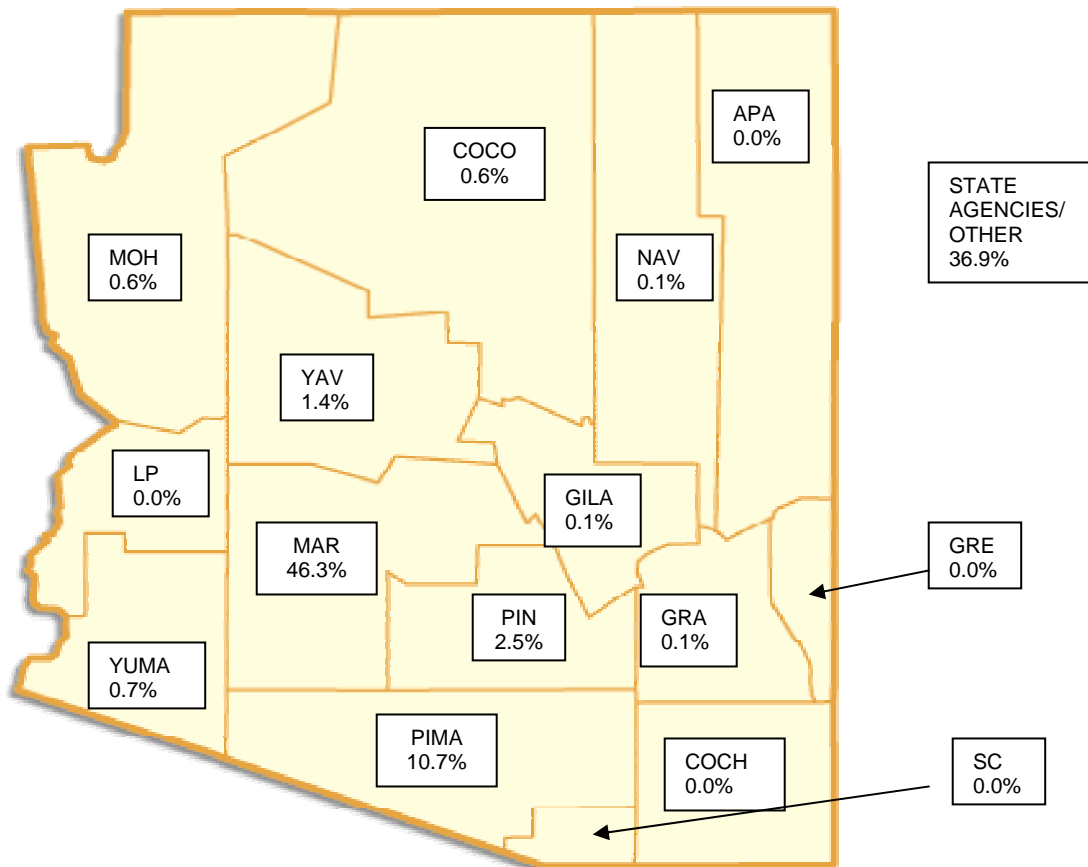 APA
0.0%
COCO
0.6%
STATE
AGENCIES/
OTHER
36.9%
MOH
0.6%
NAV
0.1%
YAV
1.4%
LP
0.0%
GILA
0.1%
MAR
46.3%
GRE
0.0%
PIN
2.5%
GRA
0.1%
YUMA
0.7%
PIMA
10.7%
COCH
0.0%
SC
0.0%